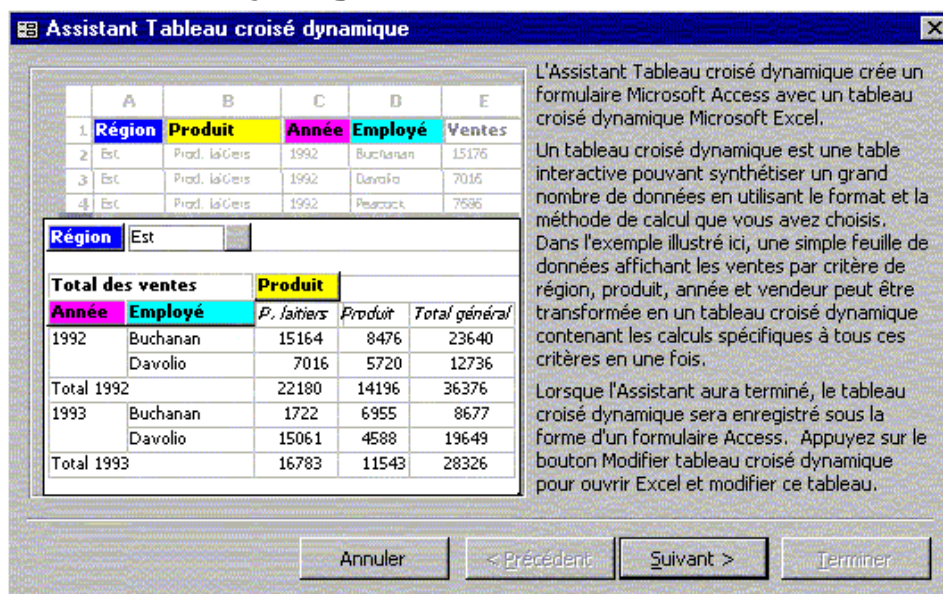 Assistant Tableau croisé dynamique
A B C D E
1 Région Produit Année Employé Ventes
2 Est Prod. laitiers 1992 Buchanan 15176
3 Est Prod. laitiers 1992 Davolio 7016
4 Est Prod. laitiers 1992 Peacock 7686
Région Est
Total des ventes Produit
Année Employé P. laitiers Produit Total général
1992 Buchanan 15164 8476 23640
Davolio 7016 5720 12736
Total 1992 22180 14196 36376
1993 Buchanan 1722 6955 8677
Davolio 15061 4588 19649
Total 1993 16783 11543 28326
L'Assistant Tableau croisé dynamique crée un
formulaire Microsoft Access avec un tableau
croisé dynamique Microsoft Excel.
Un tableau croisé dynamique est une table
interactive pouvant synthétiser un grand
nombre de données en utilisant le format et la
méthode de calcul que vous avez choisis.
Dans l'exemple illustré ici, une simple feuille de
données affichant les ventes par critère de
région, produit, année et vendeur peut être
transformée en un tableau croisé dynamique
contenant les calculs spécifiques à tous ces
critères en une fois.
Lorsque l'Assistant aura terminé, le tableau
croisé dynamique sera enregistré sous la
forme d'un formulaire Access. Appuyez sur le
bouton Modifier tableau croisé dynamique
pour ouvrir Excel et modifier ce tableau.
Annuler < Précédent Suivant > Terminer